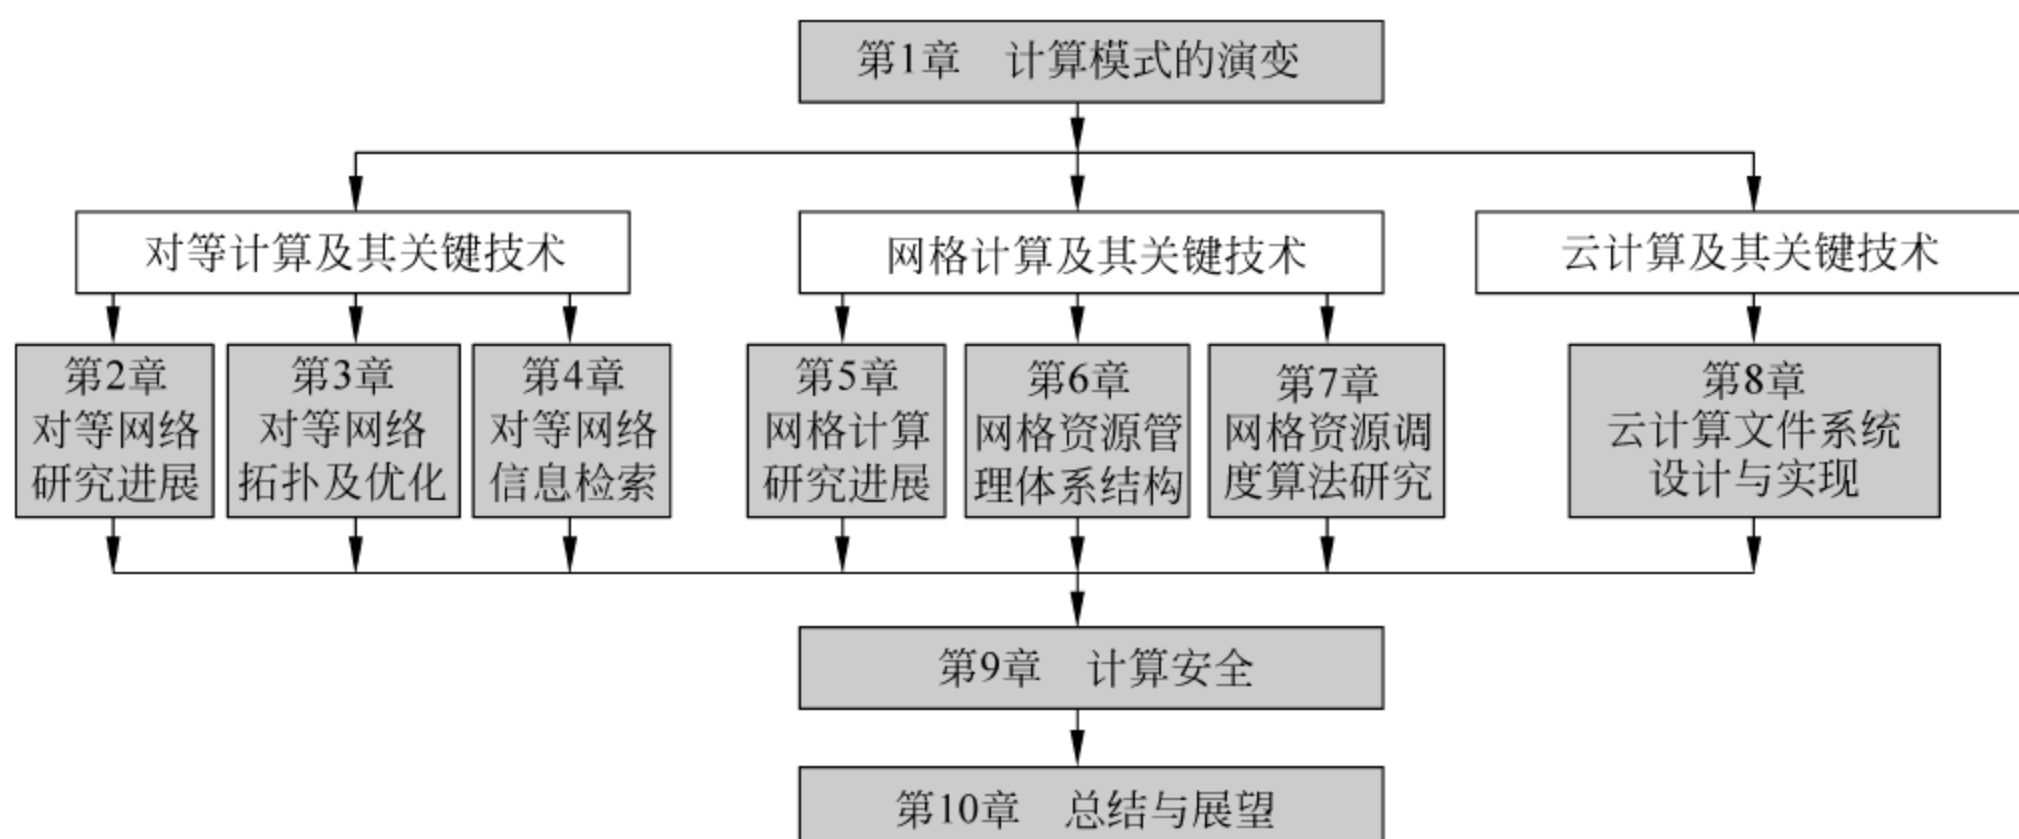 第1章 计算模式的演变
对等计算及其关键技术
网格计算及其关键技术
云计算及其关键技术
第2章
对等网络
研究进展
第3章
对等网络
拓扑及优化
第4章
对等网络
信息检索
第5章
网格计算
研究进展
第6章
网格资源管
理体系结构
第7章
网格资源调
度算法研究
第8章
云计算文件系统
设计与实现
第9章 计算安全
第10章 总结与展望